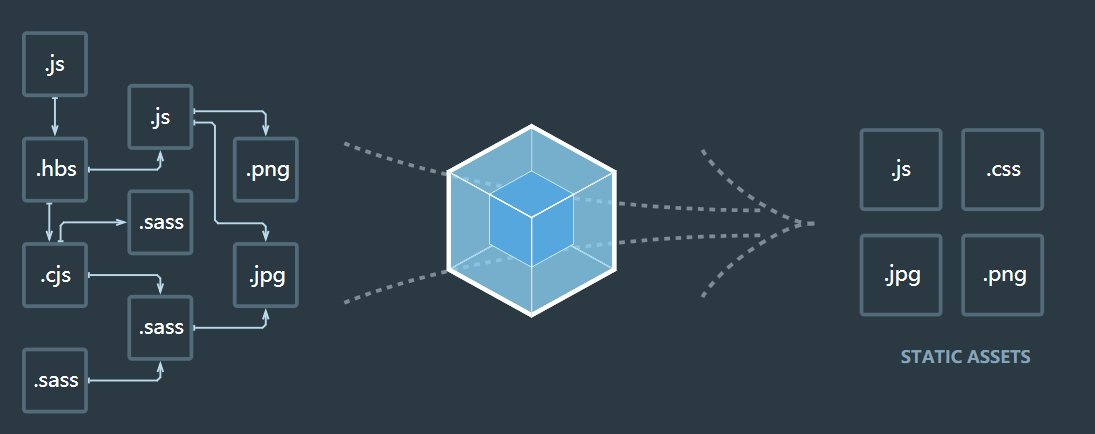 .js
.js
.hbs
.png
.sass
.cjs
.jpg
.sass
.sass
.js
.css
.jpg
.png
STATIC ASSETS